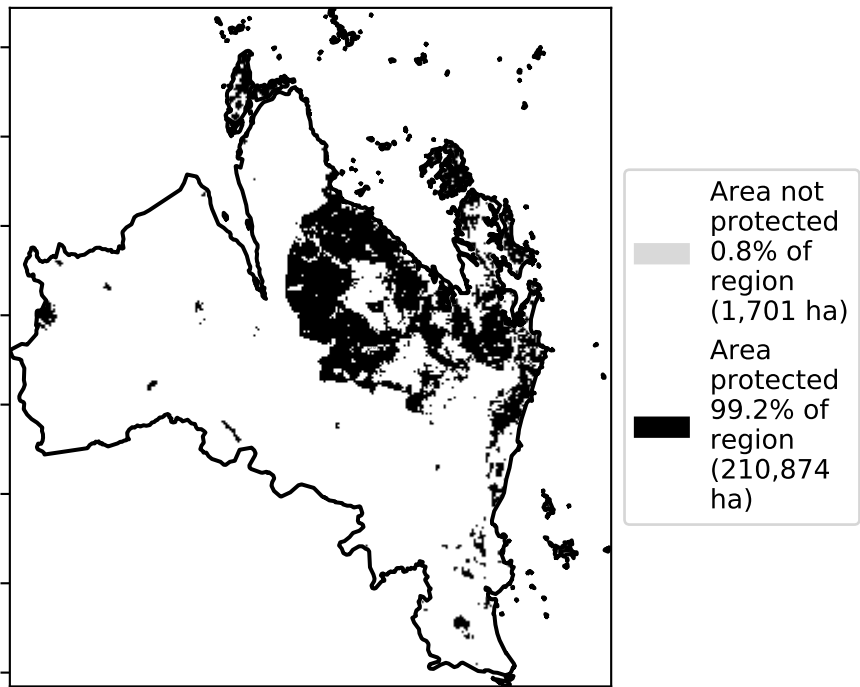 Area not
protected
0.8% of
region
(1,701 ha)
Area
protected
99.2% of
region
(210,874
ha)